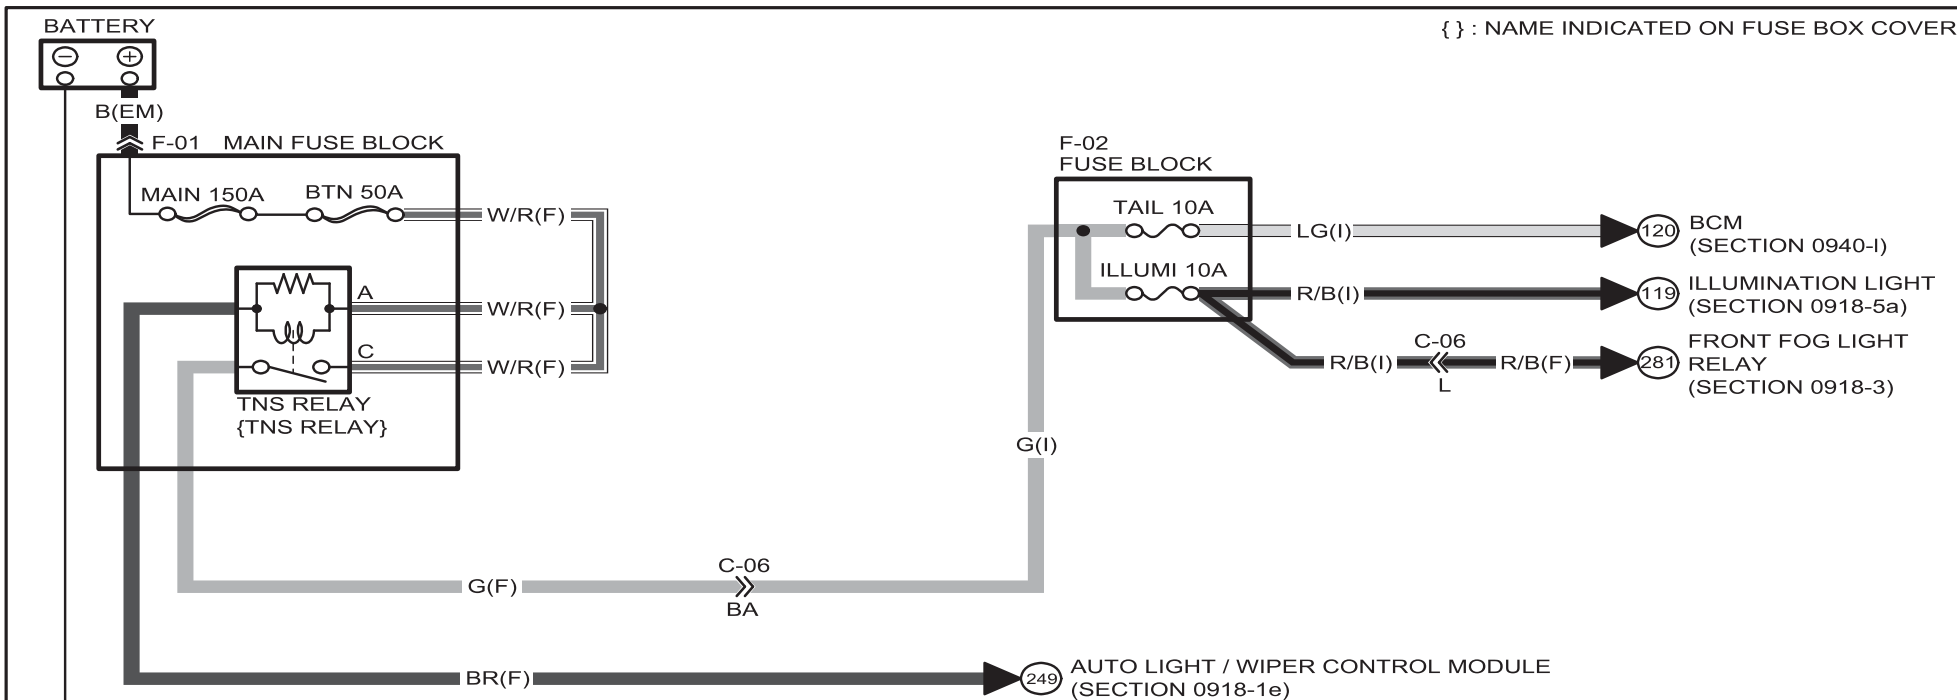 BATTERY
{ } : NAME INDICATED ON FUSE BOX COVER
− +
B(EM)
F-01 MAIN FUSE BLOCK
MAIN 150A
BTN 50A
W/R(F)
A
W/R(F)
C
W/R(F)
TNS RELAY
{TNS RELAY}
F-02
FUSE BLOCK
TAIL 10A
LG(I)
120
BCM
(SECTION 0940-I)
ILLUMI 10A
R/B(I)
119
ILLUMINATION LIGHT
(SECTION 0918-5a)
R/B(I)
C-06
L
R/B(F)
281
FRONT FOG LIGHT
RELAY
(SECTION 0918-3)
G(I)
G(F)
C-06
BA
BR(F)
249
AUTO LIGHT / WIPER CONTROL MODULE
(SECTION 0918-1e)